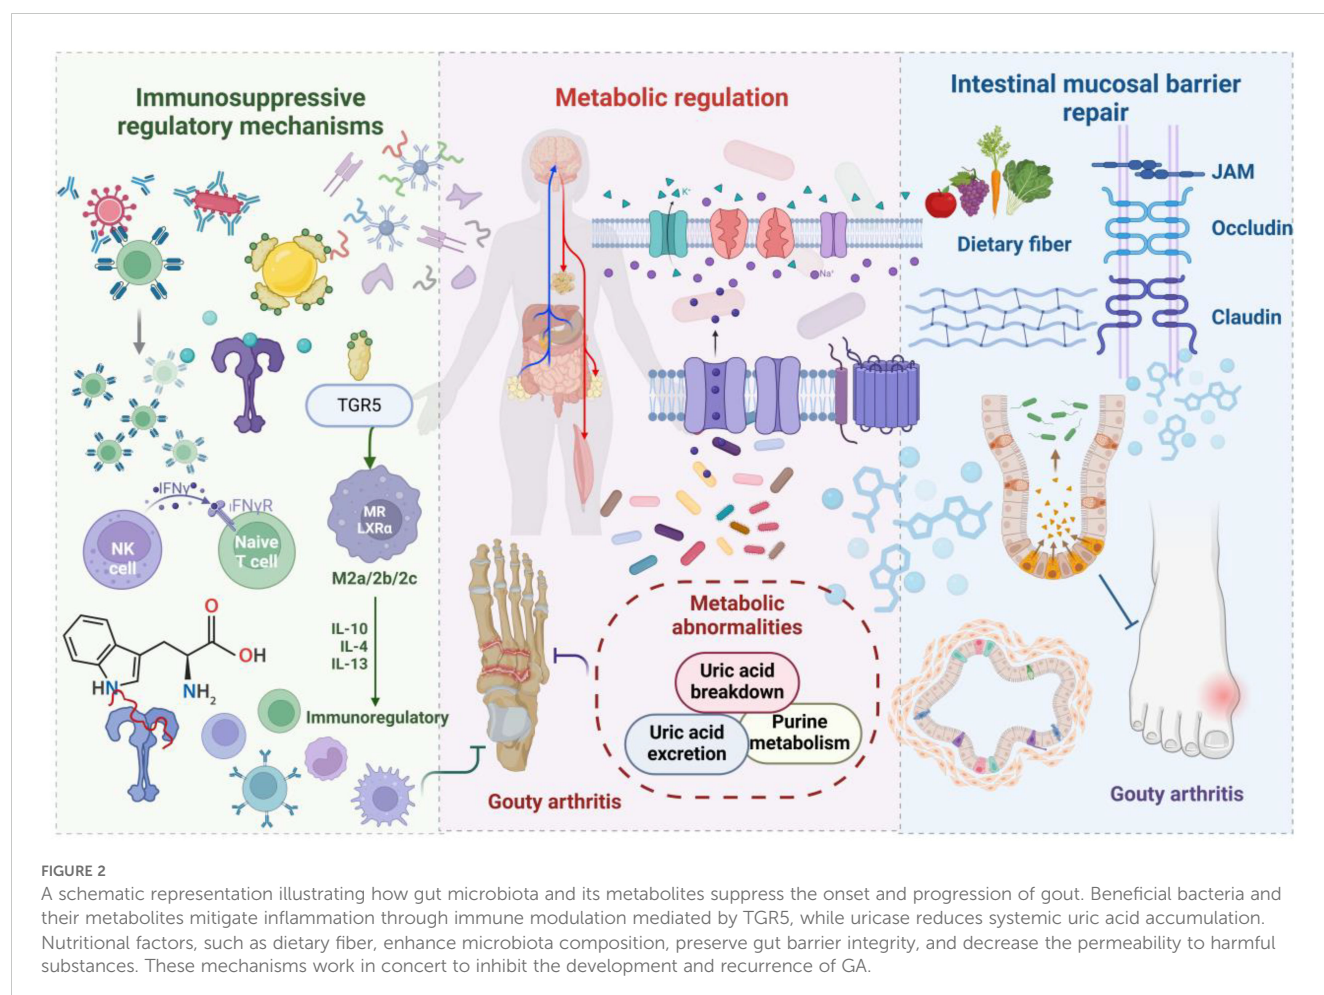 Immunosuppressive
regulatory mechanisms
TGR5
IFNγ
IFNγR
NK
cell
Naive
T cell
MR
LXRα
M2a/2b/2c
IL-10
IL-4
IL-13
O
OH
HN
NH2
Immunoregulatory
Metabolic regulation
K+
Na+
Metabolic
abnormalities
Uric acid
breakdown
Uric acid
excretion
Purine
metabolism
Gouty arthritis
Intestinal mucosal barrier
repair
Dietary fiber
JAM
Occludin
Claudin
Gouty arthritis
FIGURE 2
A schematic representation illustrating how gut microbiota and its metabolites suppress the onset and progression of gout. Beneficial bacteria and
their metabolites mitigate inflammation through immune modulation mediated by TGR5, while uricase reduces systemic uric acid accumulation.
Nutritional factors, such as dietary fiber, enhance microbiota composition, preserve gut barrier integrity, and decrease the permeability to harmful
substances. These mechanisms work in concert to inhibit the development and recurrence of GA.